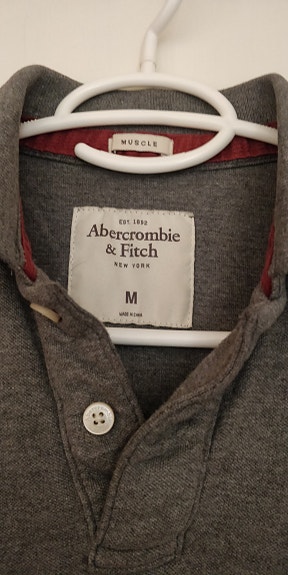 MUSCLE
EST. 1892
Abercrombie
& Fitch
NEW YORK
M